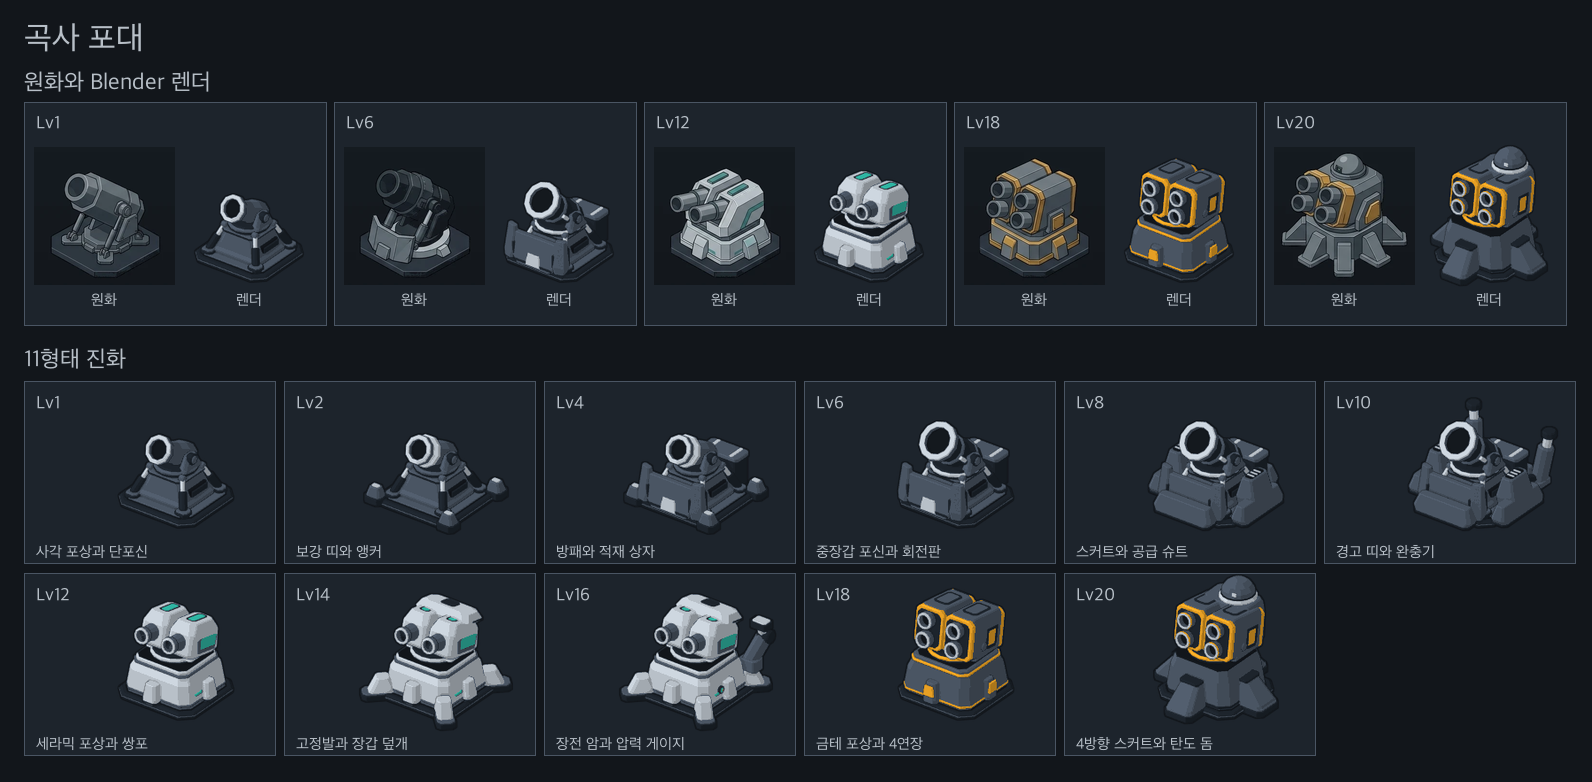 곡사 포대
원화와 Blender 렌더
Lv1
Lv6
Lv12
Lv18
Lv20
원화
렌더
원화
렌더
원화
렌더
원화
렌더
원화
렌더
11형태 진화
Lv1
Lv2
Lv4
Lv6
Lv8
Lv10
사각 포상과 단포신
보강 띠와 앵커
방패와 적재 상자
중장갑 포신과 회전판
스커트와 공급 슈트
경고 띠와 완충기
Lv12
Lv14
Lv16
Lv18
Lv20
세라믹 포상과 쌍포
고정발과 장갑 덮개
장전 암과 압력 게이지
금테 포상과 4연장
4방향 스커트와 탄도 돔